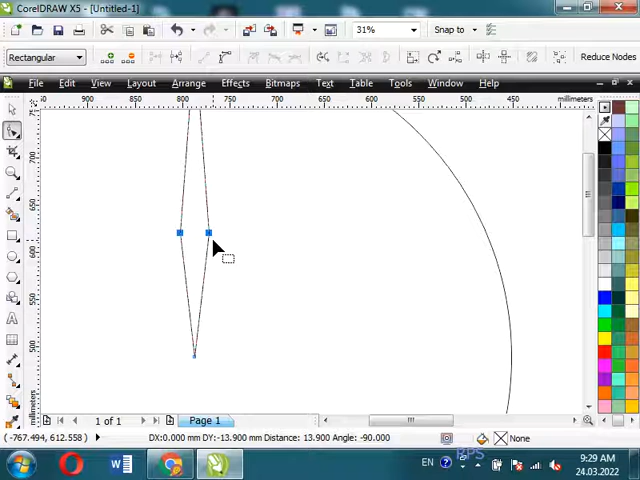 CorelDRAW X5 - [Untitled-1]
31%
Snap to
Rectangular
Reduce Nodes
File Edit View Layout Arrange Effects Bitmaps Text Table Tools Window Help
900 850 800 750 700 650 600 550 500 450 millimeters
750
700
650
600
550
500
millimeters
1 of 1
Page 1
(-767.494, 612.558)
DX:0.000 mm DY:-13.900 mm Distance: 13.900 Angle: -90.000
None
RPS
EN
9:29 AM
24.03.2022